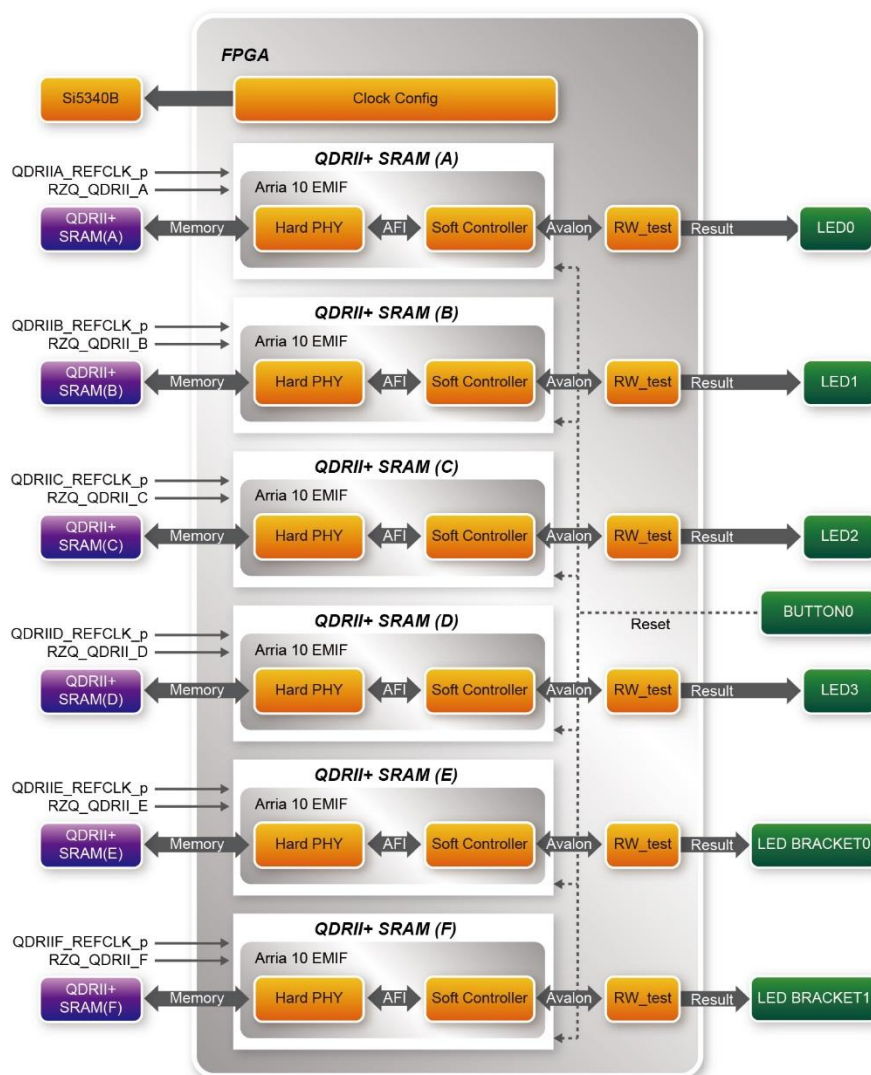 FPGA
Si5340B
Clock Config
QDRII+ SRAM (A)
QDRIIA_REFCLK_p
RZQ_QDRII_A
Arria 10 EMIF
QDRII+
SRAM(A)
Memory
Hard PHY
AFI
Soft Controller
Avalon
RW_test
Result
LED0
QDRII+ SRAM (B)
QDRIIB_REFCLK_p
RZQ_QDRII_B
Arria 10 EMIF
QDRII+
SRAM(B)
Memory
Hard PHY
AFI
Soft Controller
Avalon
RW_test
Result
LED1
QDRII+ SRAM (C)
QDRIIC_REFCLK_p
RZQ_QDRII_C
Arria 10 EMIF
QDRII+
SRAM(C)
Memory
Hard PHY
AFI
Soft Controller
Avalon
RW_test
Result
LED2
BUTTON0
Reset
QDRII+ SRAM (D)
QDRIID_REFCLK_p
RZQ_QDRII_D
Arria 10 EMIF
QDRII+
SRAM(D)
Memory
Hard PHY
AFI
Soft Controller
Avalon
RW_test
Result
LED3
QDRII+ SRAM (E)
QDRIIE_REFCLK_p
RZQ_QDRII_E
Arria 10 EMIF
QDRII+
SRAM(E)
Memory
Hard PHY
AFI
Soft Controller
Avalon
RW_test
Result
LED BRACKET0
QDRII+ SRAM (F)
QDRIIF_REFCLK_p
RZQ_QDRII_F
Arria 10 EMIF
QDRII+
SRAM(F)
Memory
Hard PHY
AFI
Soft Controller
Avalon
RW_test
Result
LED BRACKET1